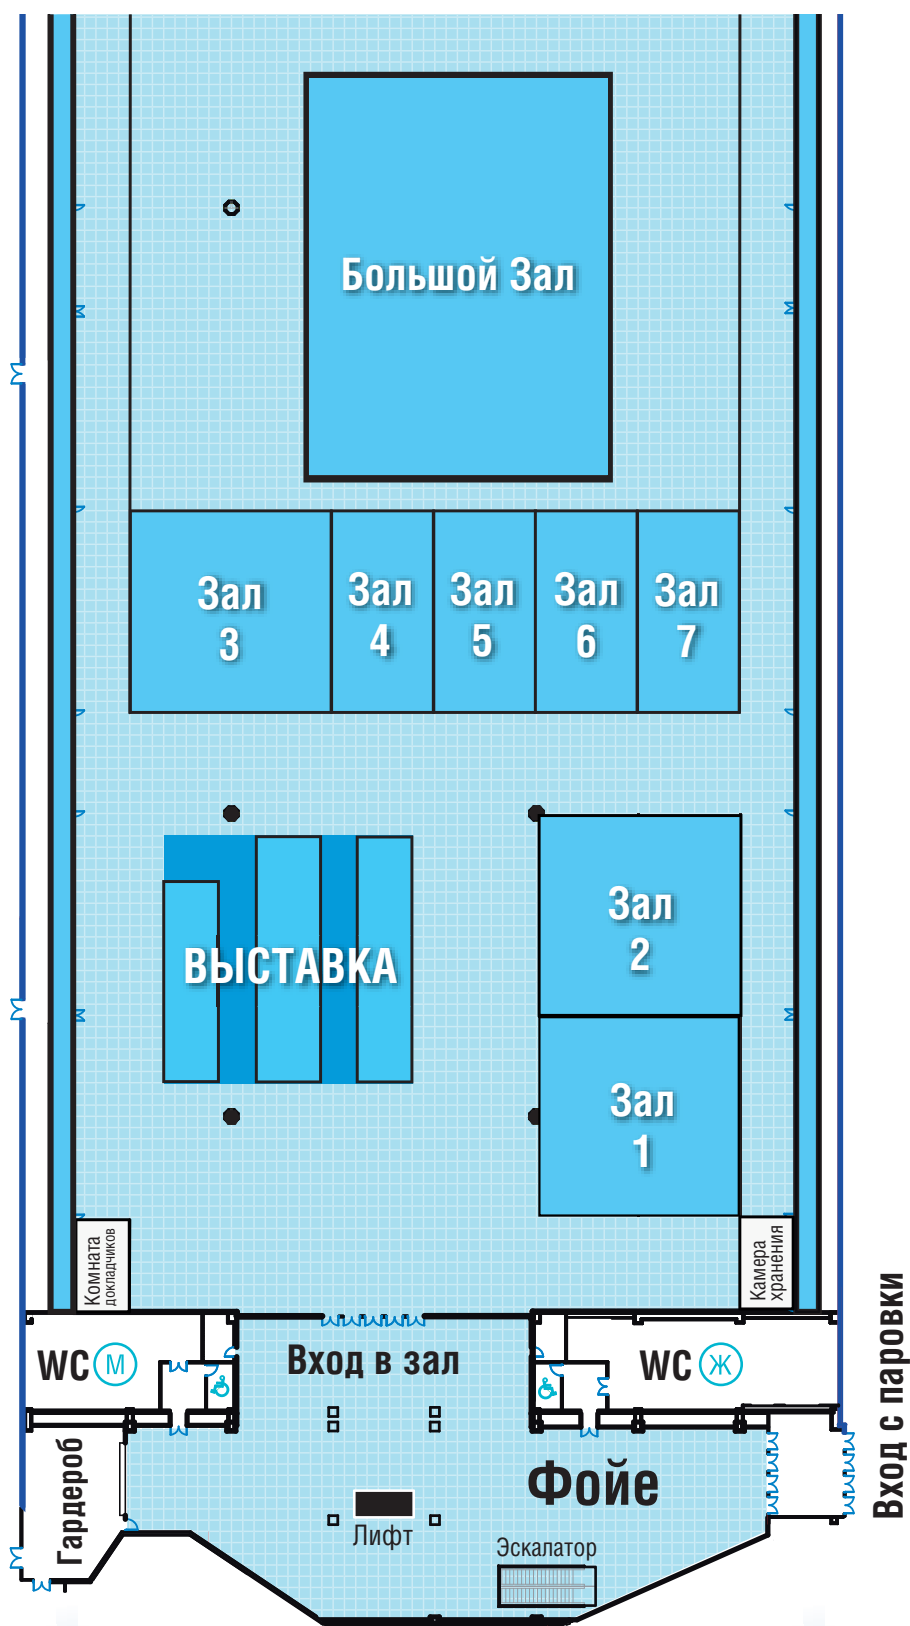 Большой Зал
Зал
3
Зал
4
Зал
5
Зал
6
Зал
7
ВЫСТАВКА
Зал
2
Зал
1
Комната
докладчиков
Камера
хранения
WC М
Вход в зал
WC Ж
Вход с паровки
Гардероб
Фойе
Лифт
Эскалатор